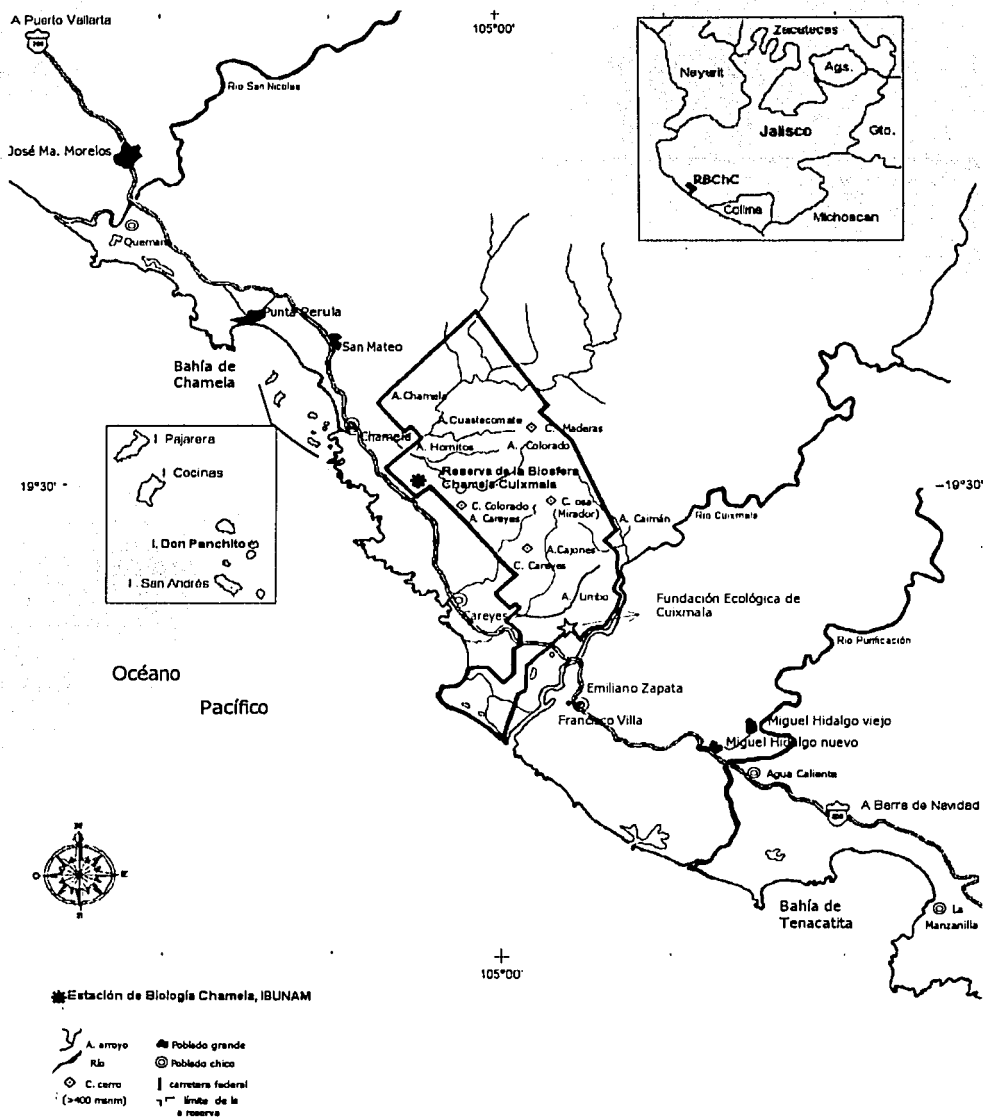 A Puerto Vallarta
200
105°00'
Río San Nicolas
José Ma. Morelos
Zacatecas
Nayarit
Ags.
Jalisco
Gto.
RBChC
Colima
Michoacan
Punta Perula
San Mateo
Bahía de
Chamela
A. Chamela
A. Cuastecomate
C. Maderas
Chamela
A. Hornitos
A. Colorado
I. Pajarera
I. Cocinas
I. Don Panchito
I. San Andrés
Reserva de la Biosfera
Chamela-Cuixmala
19°30'
19°30'
C. Colorado
A. Careyes
C. osa
(Mirador)
A. Caimán
Río Cuixmala
A. Cajones
C. Careyes
A. Limbo
Careyes
Fundación Ecológica de
Cuixmala
Río Purificación
Océano
Pacífico
Emiliano Zapata
Francisco Villa
Miguel Hidalgo viejo
Miguel Hidalgo nuevo
Agua Caliente
A Barra de Navidad
Bahía de
Tenacatita
La
Manzanilla
O
E
105°00'
Estación de Biología Chamela, IBUNAM
A. arroyo
Río
C. cerro
(>400 msnm)
Poblado grande
Poblado chico
carretera federal
límite de la
a reserva